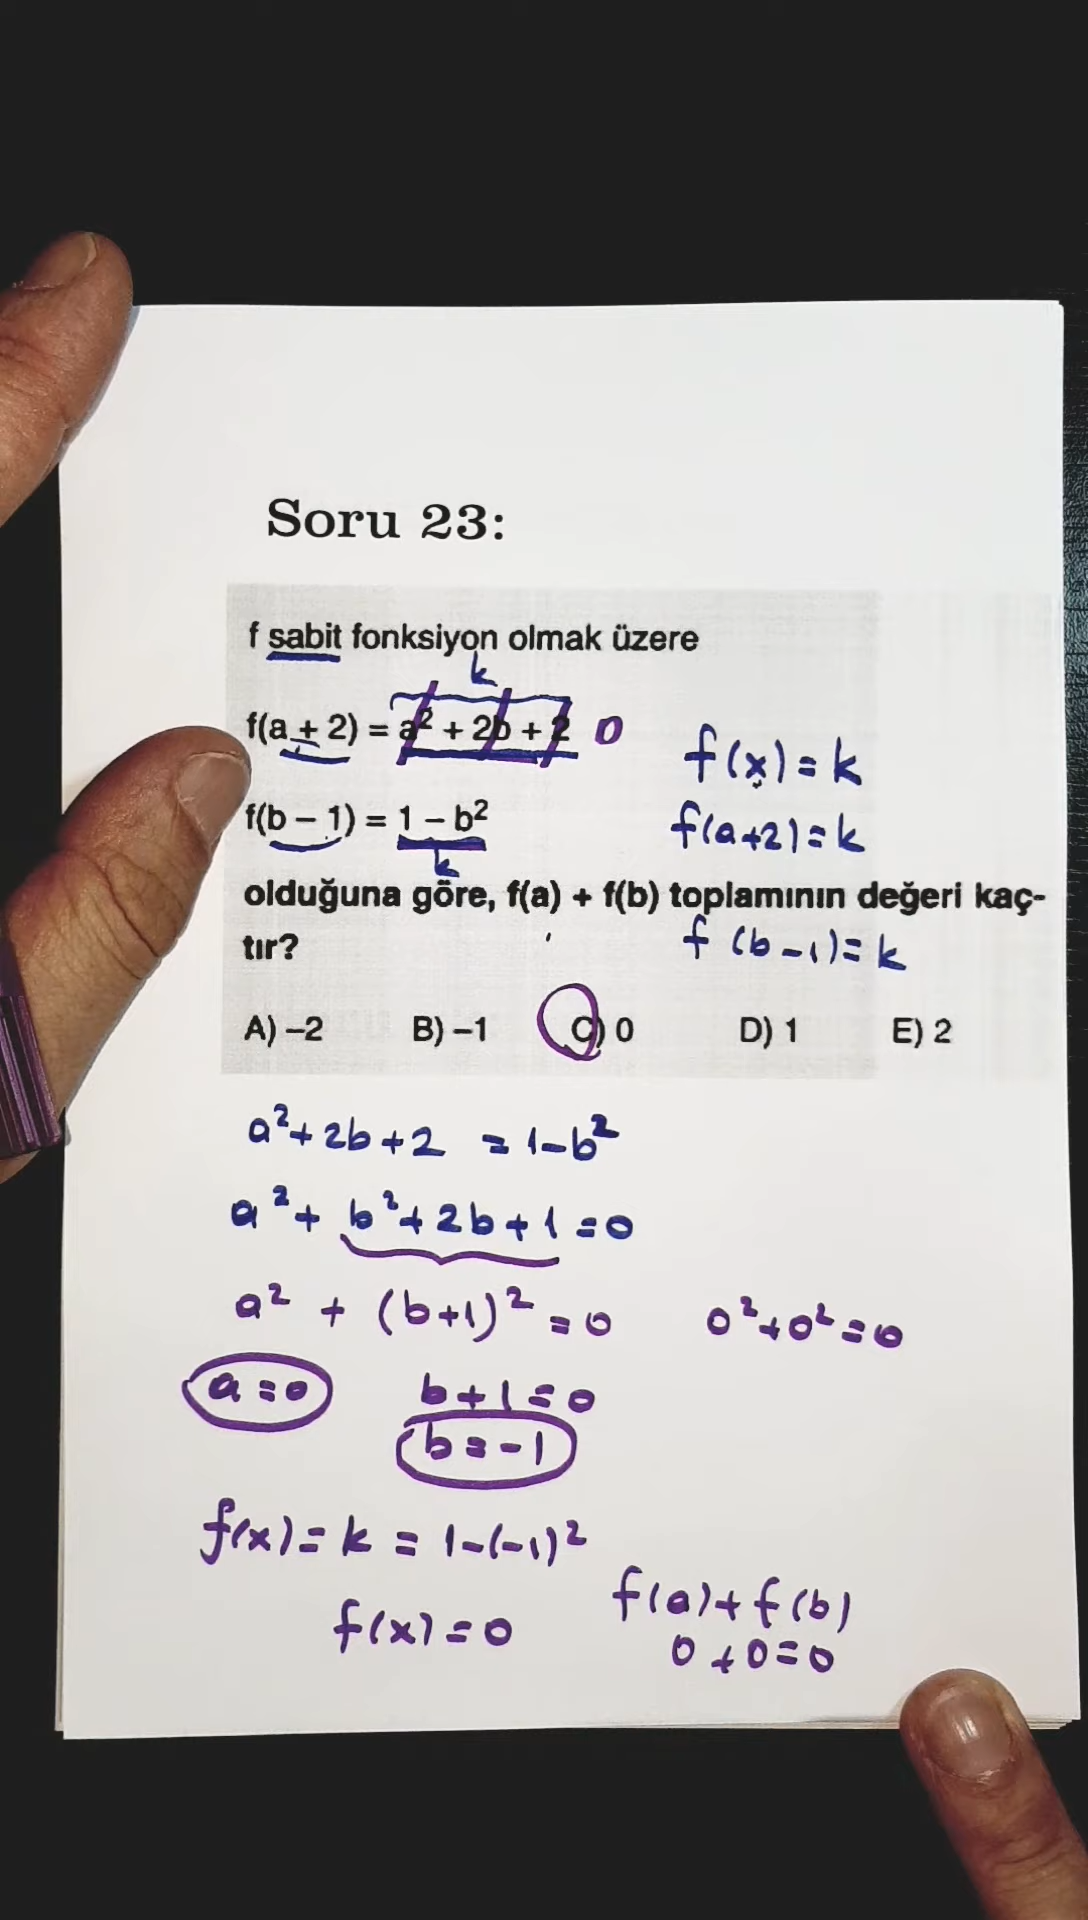 Soru 23:
f sabit fonksiyon olmak üzere
k
f(a + 2) = a² + 2b + 2 0
f(x) = k
f(b – 1) = 1 – b²
f(a+2) = k
k
olduğuna göre, f(a) + f(b) toplamının değeri kaç-
tır?
f(b-1) = k
A) –2 B) –1 C) 0 D) 1 E) 2
a²+2b+2 = 1-b²
a² + b²+2b+1 = 0
a² + (b+1)² = 0 0²+0²=0
a=0 b+1=0
b=-1
f(x) = k = 1-(-1)²
f(a)+f(b)
f(x)=0
0+0=0